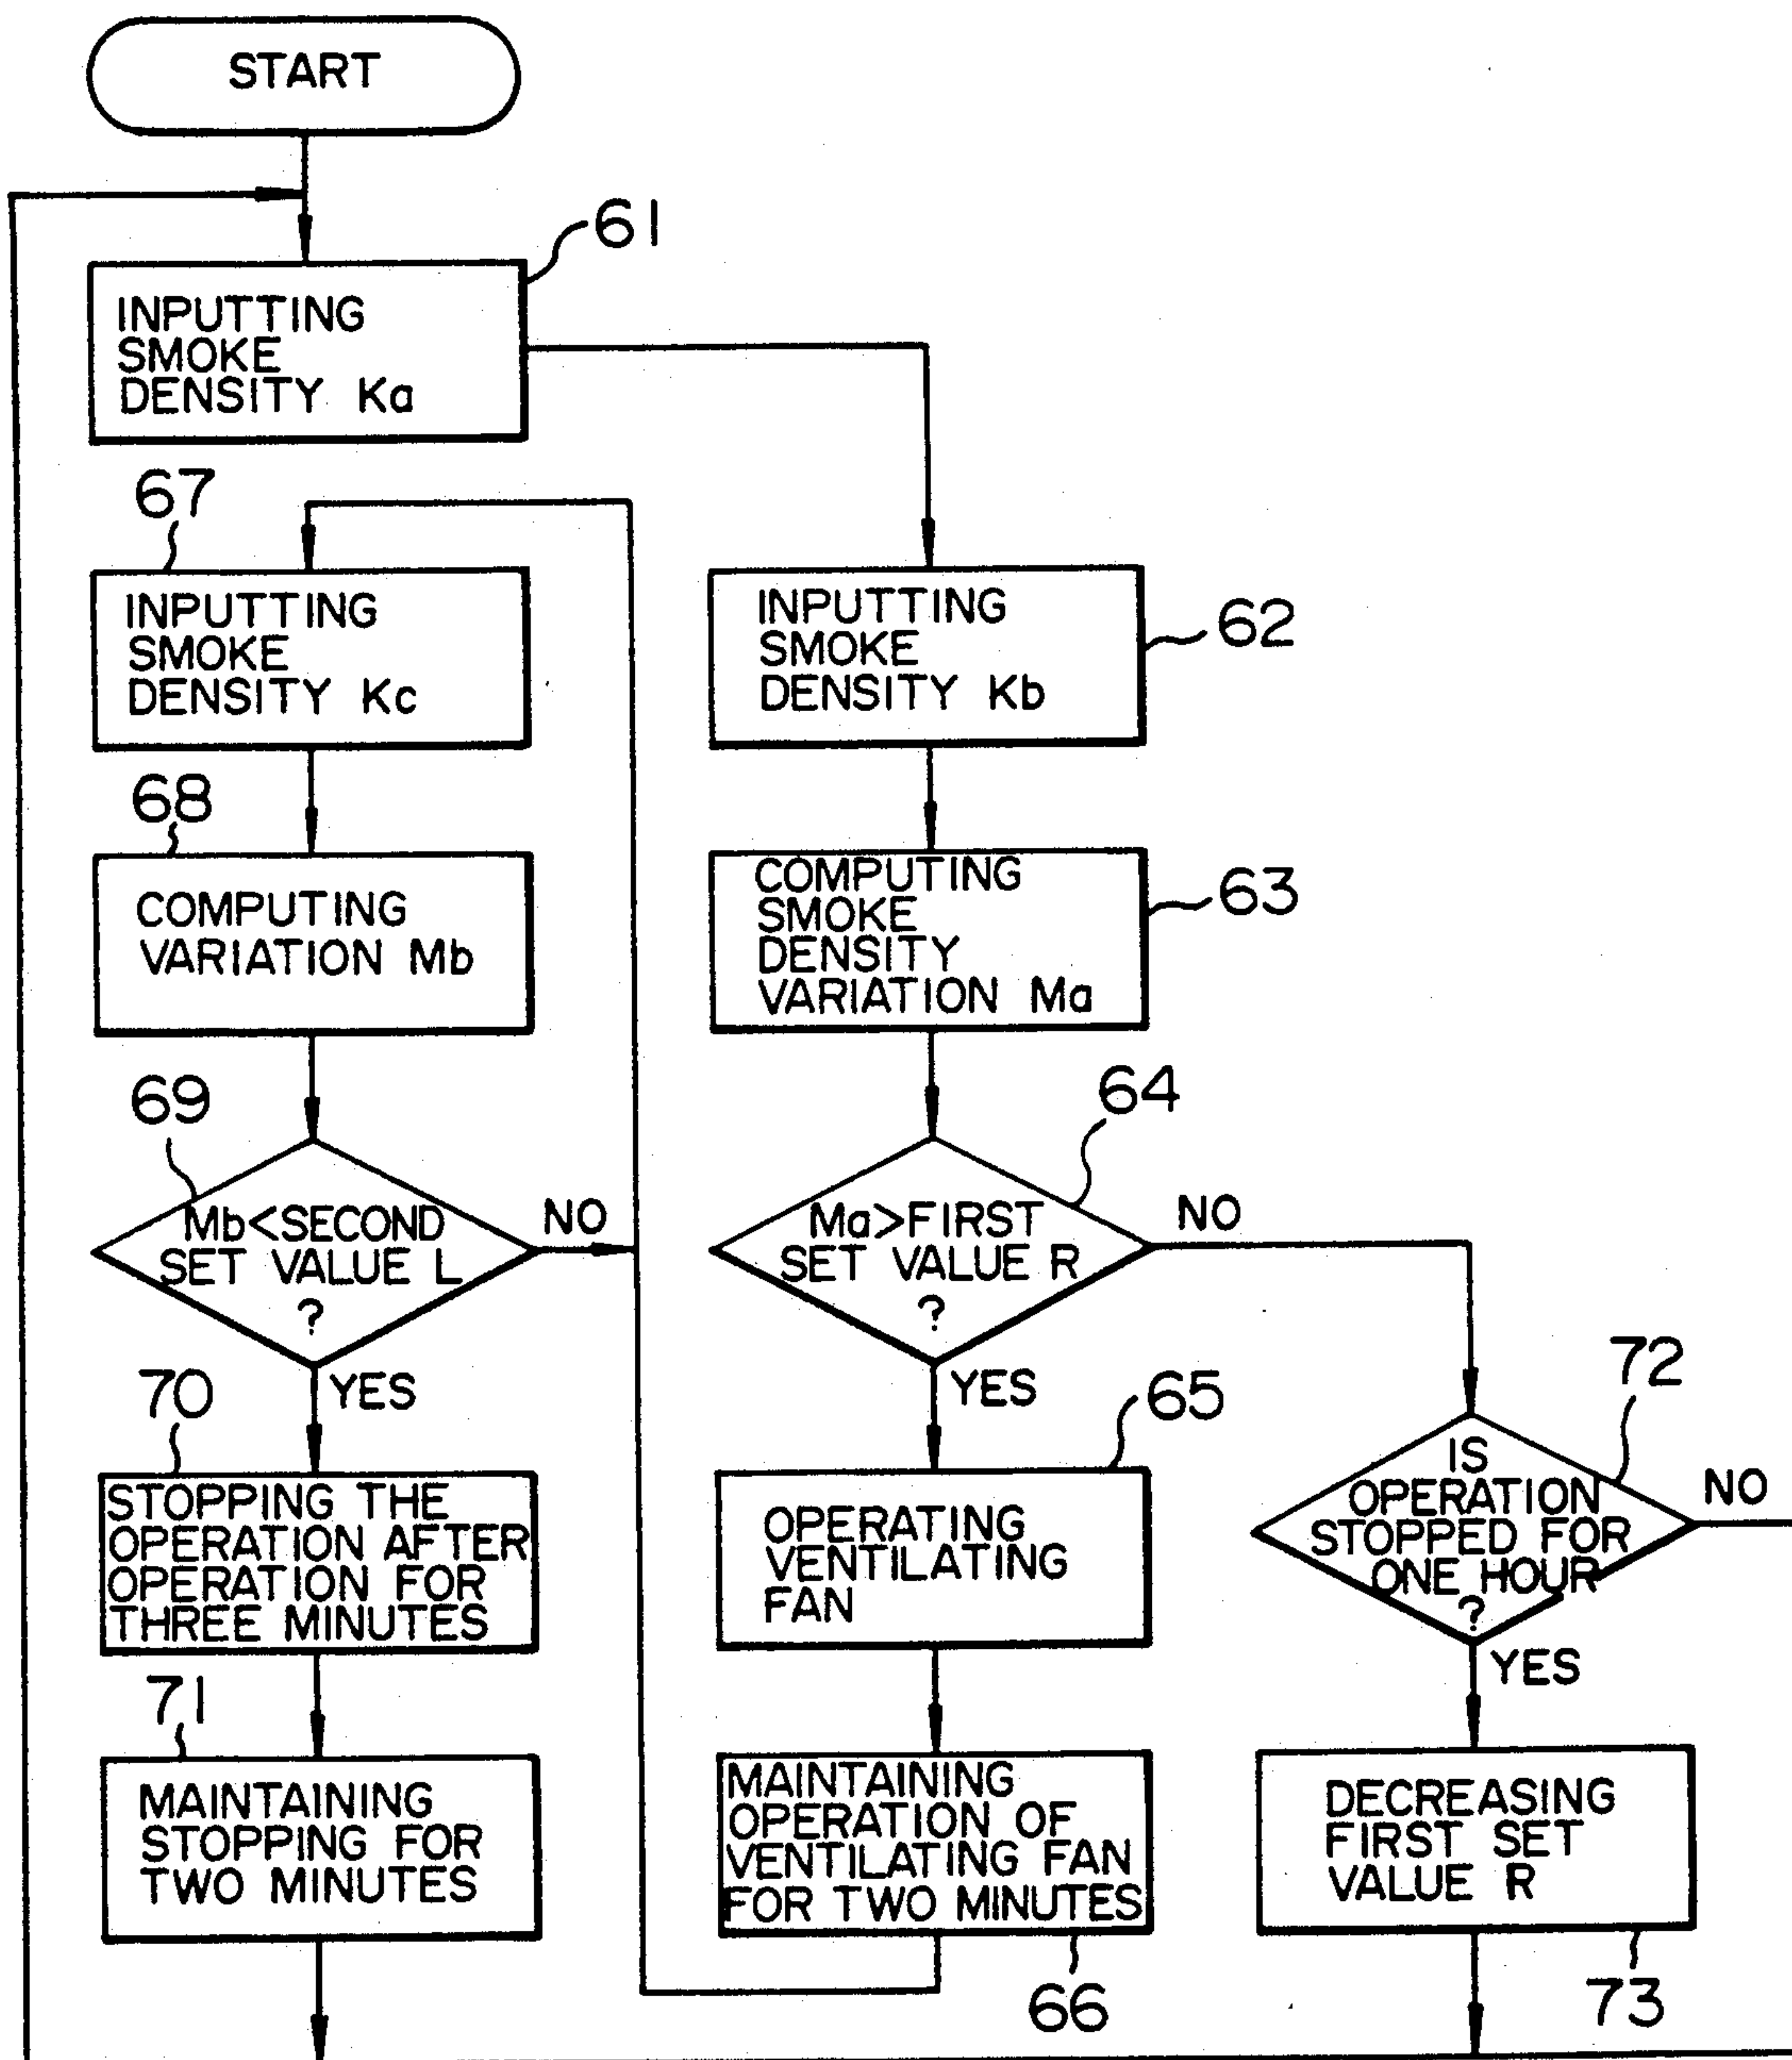 START
61
INPUTTING
SMOKE
DENSITY Ka
67
INPUTTING
SMOKE
DENSITY Kc
INPUTTING
SMOKE
DENSITY Kb
62
68
COMPUTING
VARIATION Mb
COMPUTING
SMOKE
DENSITY
VARIATION Ma
63
69
Mb<SECOND
SET VALUE L
?
NO
YES
64
Ma>FIRST
SET VALUE R
?
NO
YES
70
STOPPING THE
OPERATION AFTER
OPERATION FOR
THREE MINUTES
65
OPERATING
VENTILATING
FAN
72
IS
OPERATION
STOPPED FOR
ONE HOUR
?
NO
YES
71
MAINTAINING
STOPPING FOR
TWO MINUTES
MAINTAINING
OPERATION OF
VENTILATING FAN
FOR TWO MINUTES
66
DECREASING
FIRST SET
VALUE R
73